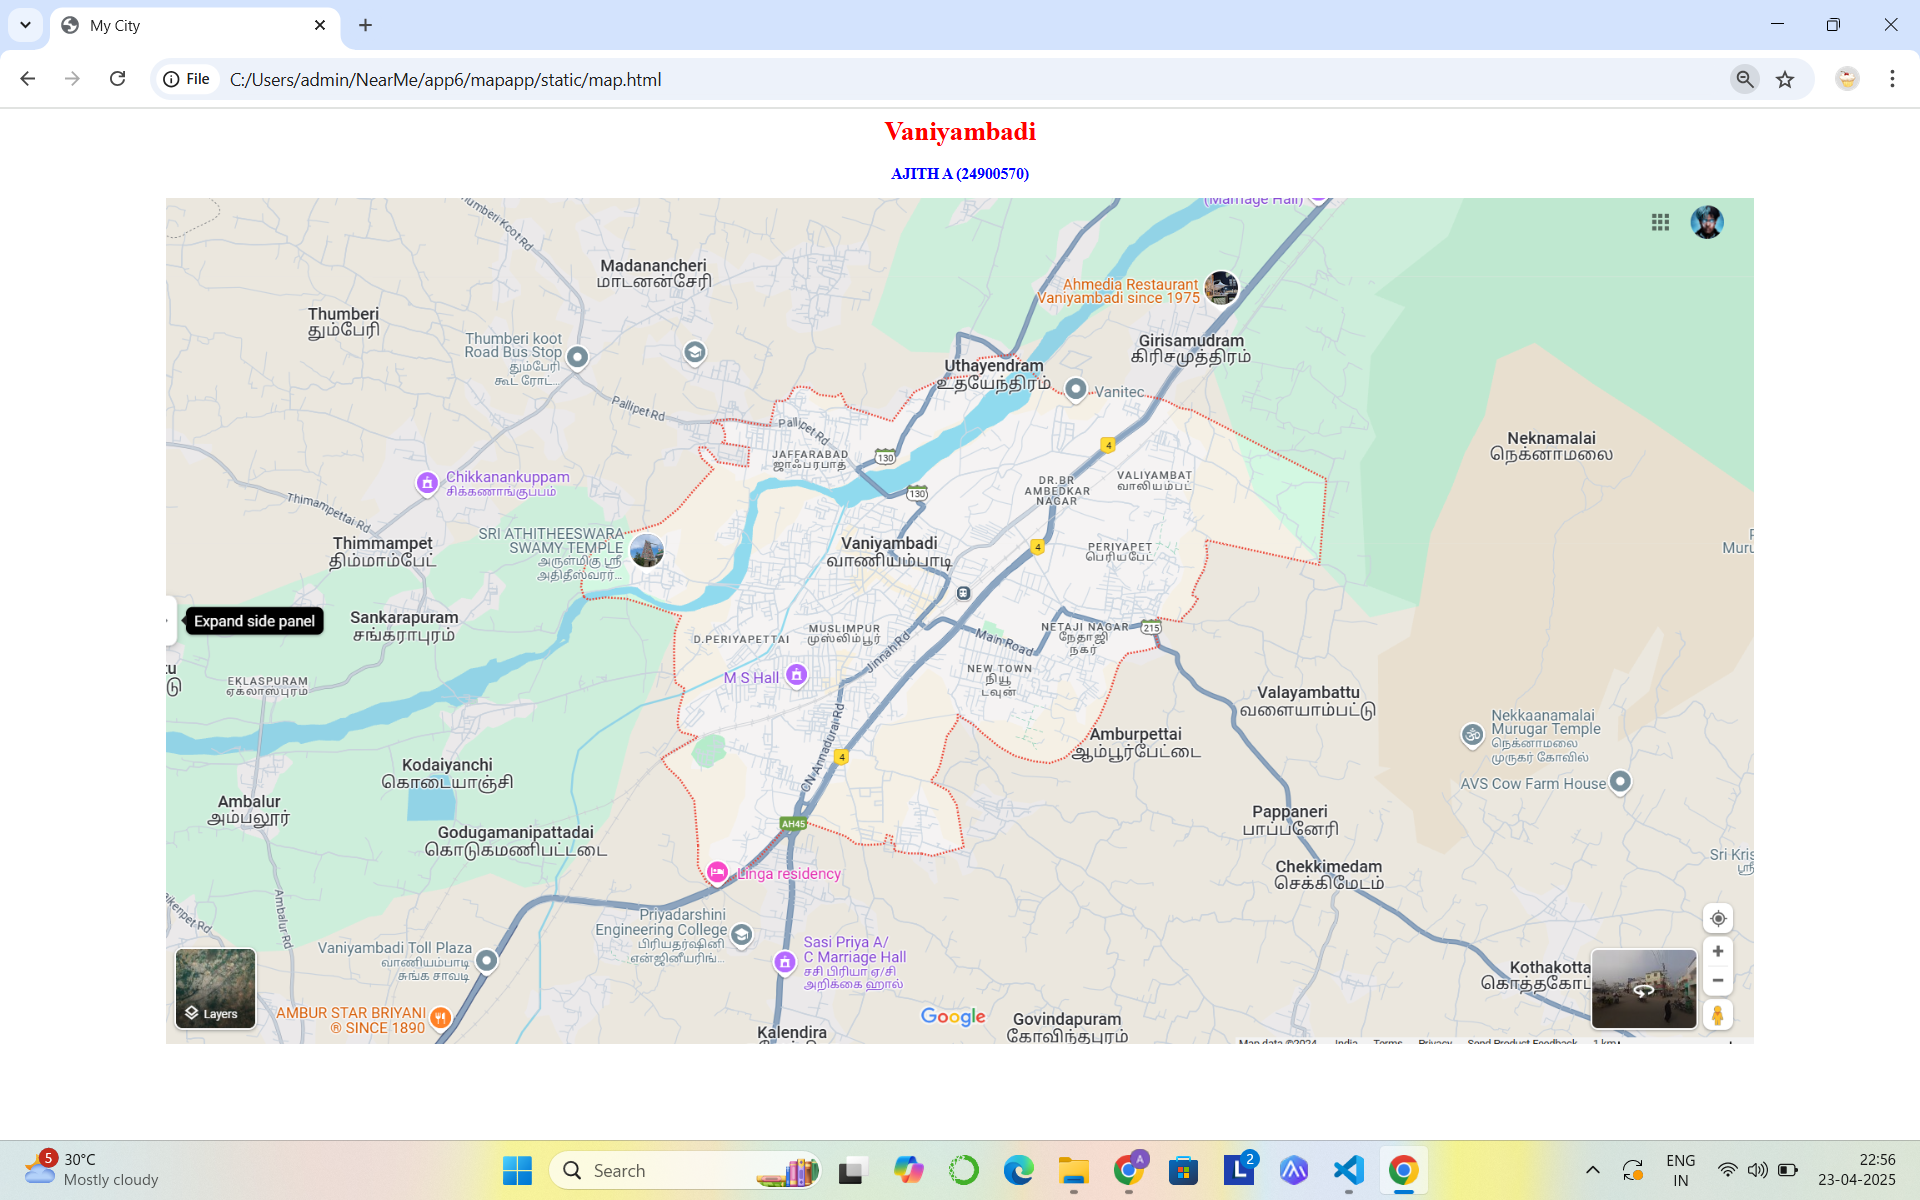 My City
File
C:/Users/admin/NearMe/app6/mapapp/static/map.html
Vaniyambadi
AJITH A (24900570)
(Marriage Hall)
Thumberi Koot Rd
Madanancheri
மாடனன்சேரி
Ahmedia Restaurant
Vaniyambadi since 1975
Thumberi
தும்பேரி
Thumberi koot
Road Bus Stop
தும்பேரி
கூட ரோட்...
Girisamudram
கிரிசமுத்திரம்
Uthayendram
உதயேந்திரம்
Vanitec
Pallipet Rd
Pallipet Rd
Neknamalai
நெக்னாமலை
JAFFARABAD
ஜாஃபரபாத்
130
4
130
Chikkanankuppam
சிக்கணாங்குப்பம்
DR.BR
AMBEDKAR
NAGAR
VALIYAMBAT
வாலியம்பட்
Thimampettai Rd
SRI ATHITHEESWARA
SWAMY TEMPLE
அருள்மிகு ஸ்ரீ
அதிதீஸ்வரர்...
Thimmampet
திம்மாம்பேட்
Vaniyambadi
வாணியம்பாடி
4
PERIYAPET
பெரியபேட்
Muru
Expand side panel
Sankarapuram
சங்கராபுரம்
D.PERIYAPETTAI
MUSLIMPUR
முஸ்லிம்பூர்
Jinnah Rd
Main Road
NETAJI NAGAR
நேதாஜி
நகர்
215
NEW TOWN
நியூ
டவுன்
EKLASPURAM
ஏக்லாஸ்புரம்
M S Hall
Valayambattu
வளையாம்பட்டு
CN Annadurai Rd
Amburpettai
ஆம்பூர்பேட்டை
Nekkaanamalai
Murugar Temple
நெக்னாமலை
முருகர் கோவில்
4
Kodaiyanchi
கொடையாஞ்சி
AVS Cow Farm House
Ambalur
அம்பலூர்
Pappaneri
பாப்பனேரி
AH45
Godugamanipattadai
கொடுகமணிபட்டடை
Sri Kris
ஸ்ரீ
Chekkimedam
செக்கிமேடம்
Linga residency
Ambalur Rd
Priyadarshini
Engineering College
பிரியதர்ஷினி
என்ஜினீயரிங்...
Vaniyambadi Toll Plaza
வாணியம்பாடி
சுங்க சாவடி
Sasi Priya A/
C Marriage Hall
சசி பிரியா ஏ/சி
அறிக்கை ஹால்
Kothakotta
கொத்தகோட்
Layers
AMBUR STAR BRIYANI
® SINCE 1890
Google
Govindapuram
கோவிந்தபுரம்
Kalendira
Map data ©2024 India Terms Privacy Send Product Feedback 1 km
5
30°C
Mostly cloudy
Search
A
L
2
ENG
IN
22:56
23-04-2025